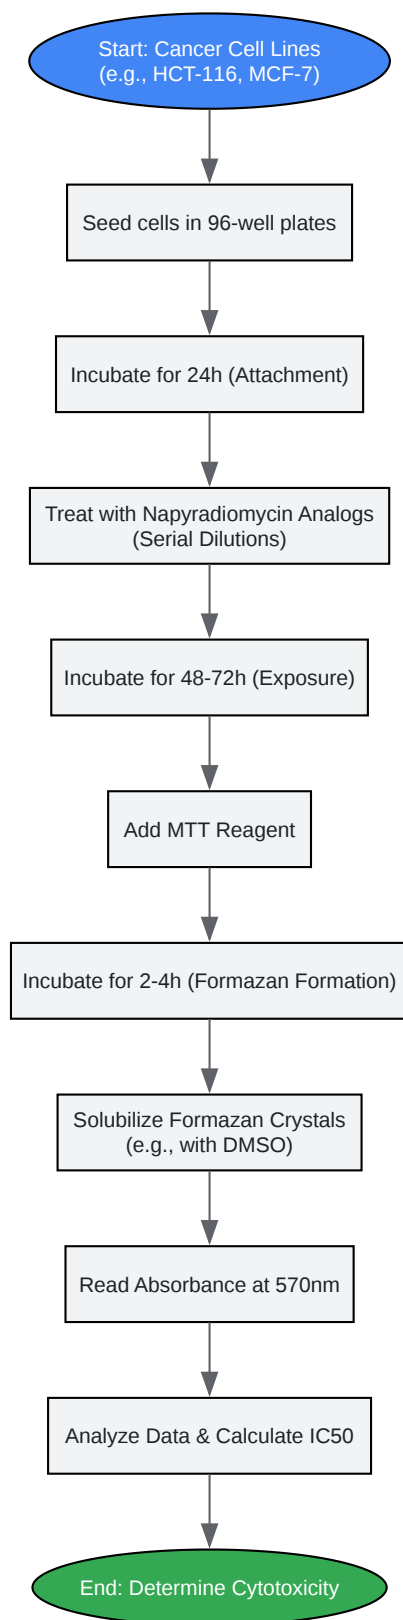 Start: Cancer Cell Lines
(e.g., HCT-116, MCF-7)
Seed cells in 96-well plates
Incubate for 24h (Attachment)
Treat with Napyradiomycin Analogs
(Serial Dilutions)
Incubate for 48-72h (Exposure)
Add MTT Reagent
Incubate for 2-4h (Formazan Formation)
Solubilize Formazan Crystals
(e.g., with DMSO)
Read Absorbance at 570nm
Analyze Data & Calculate IC50
End: Determine Cytotoxicity